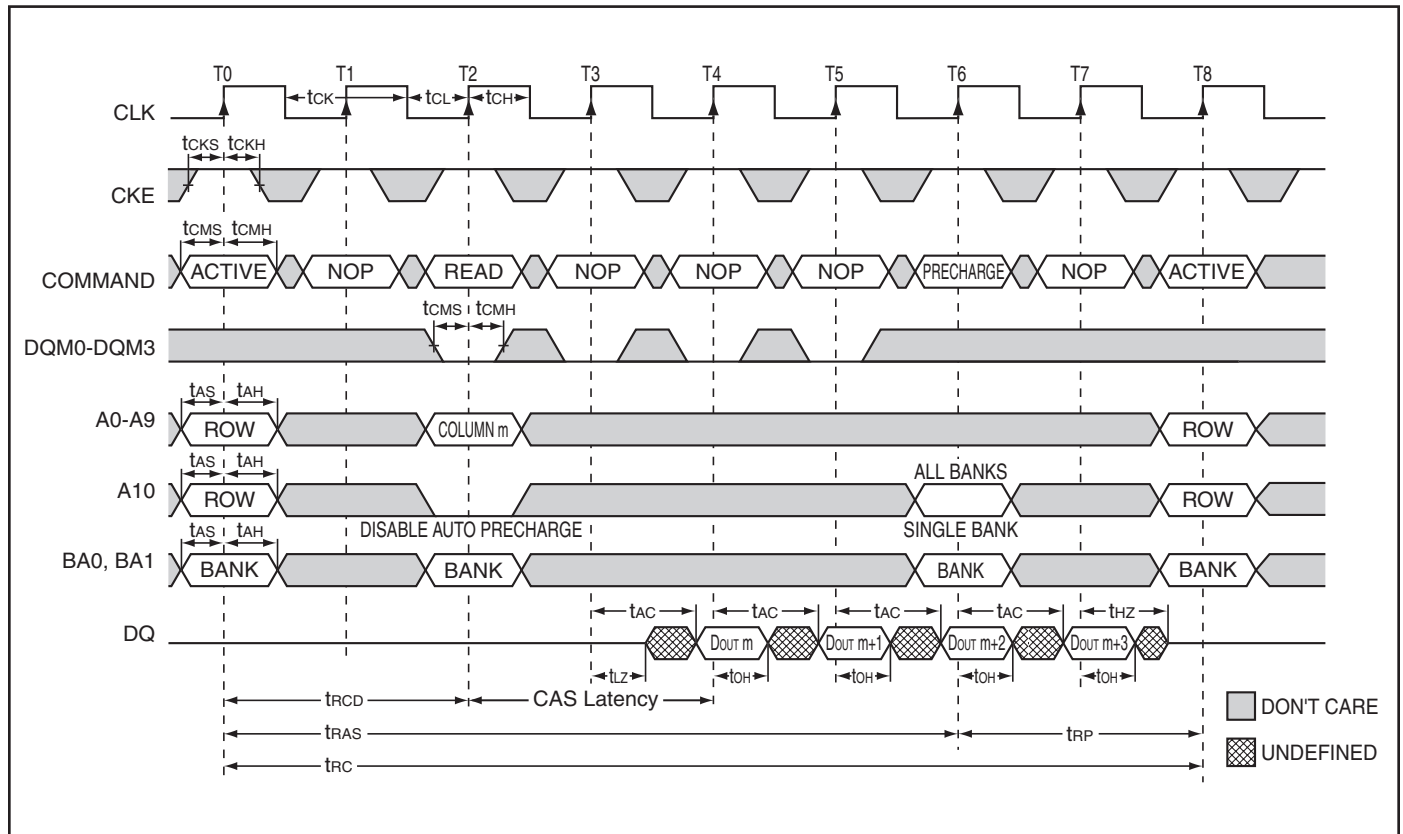 T0 T1 T2 T3 T4 T5 T6 T7 T8
CLK tCK tCL tCH
tCKS tCKH
CKE
tCMS tCMH
COMMAND ACTIVE NOP READ NOP NOP NOP PRECHARGE NOP ACTIVE
tCMS tCMH
DQM0-DQM3
tAS tAH
A0-A9 ROW COLUMN m ROW
tAS tAH ALL BANKS
A10 ROW ROW
tAS tAH DISABLE AUTO PRECHARGE SINGLE BANK
BA0, BA1 BANK BANK BANK BANK
tAC tAC tAC tAC tHZ
DQ DOUT m DOUT m+1 DOUT m+2 DOUT m+3
tLZ tOH tOH tOH tOH
tRCD CAS Latency
DON'T CARE
tRAS tRP
UNDEFINED
tRC